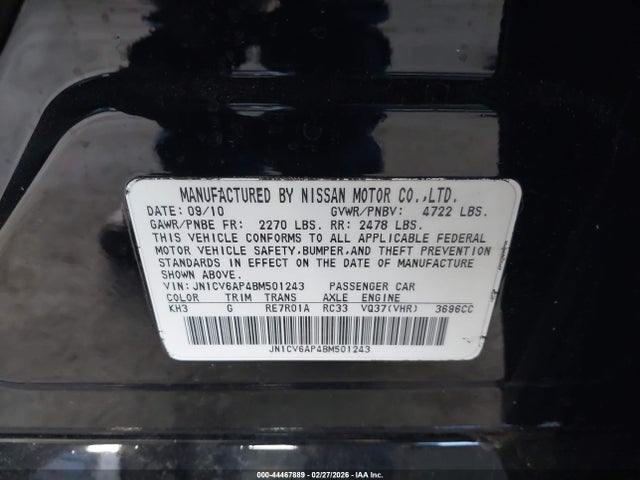 MANUFACTURED BY NISSAN MOTOR CO.,LTD.
DATE: 09/10 GVWR/PNBV: 4722 LBS.
GAWR/PNBE FR: 2270 LBS. RR: 2478 LBS.
THIS VEHICLE CONFORMS TO ALL APPLICABLE FEDERAL
MOTOR VEHICLE SAFETY, BUMPER, AND THEFT PREVENTION
STANDARDS IN EFFECT ON THE DATE OF MANUFACTURE
SHOWN ABOVE.
VIN: JN1CV6AP4BM501243 PASSENGER CAR
COLOR TRIM TRANS AXLE ENGINE
KH3 G RE7R01A RC33 VQ37(VHR) 3696CC
JN1CV6AP4BM501243
000-44467889 · 02/27/2026 · IAA Inc.